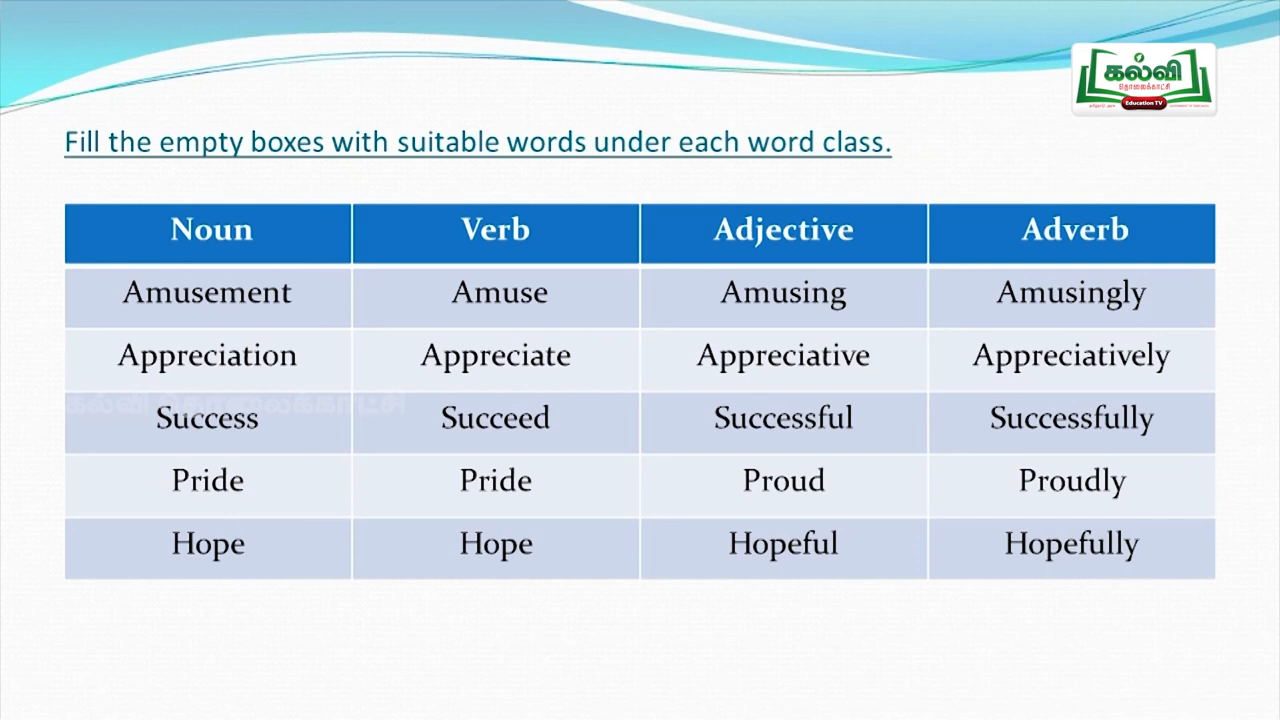 கல்வி
தொலைக்காட்சி
Education TV
Fill the empty boxes with suitable words under each word class.
Noun Verb Adjective Adverb
Amusement Amuse Amusing Amusingly
Appreciation Appreciate Appreciative Appreciatively
கல்வி தொலைக்காட்சி
Success Succeed Successful Successfully
Pride Pride Proud Proudly
Hope Hope Hopeful Hopefully